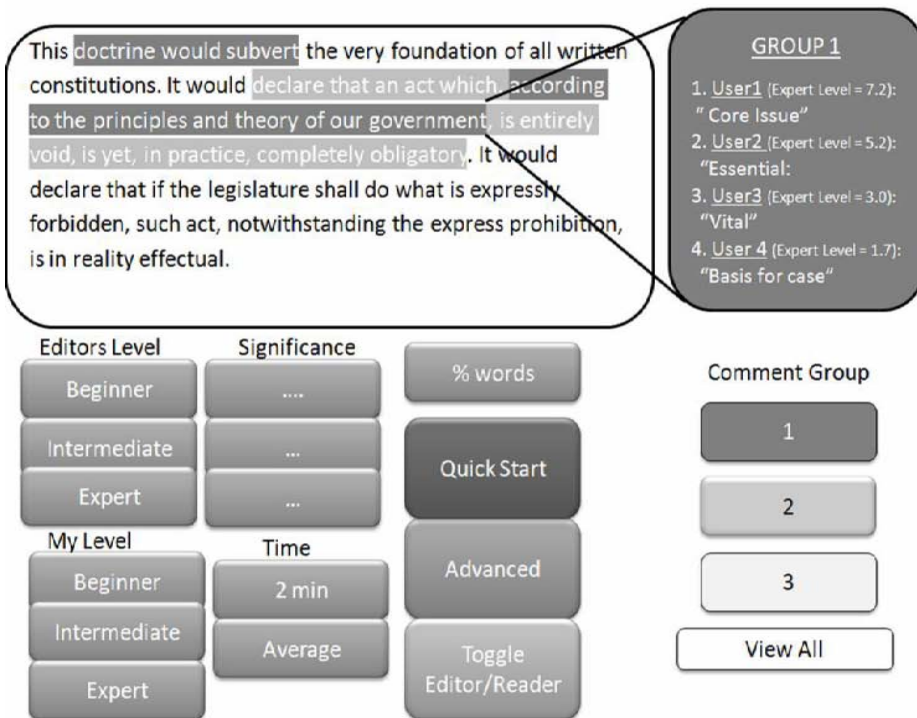 This doctrine would subvert the very foundation of all written
constitutions. It would declare that an act which, according
to the principles and theory of our government, is entirely
void, is yet, in practice, completely obligatory. It would
declare that if the legislature shall do what is expressly
forbidden, such act, notwithstanding the express prohibition,
is in reality effectual.
GROUP 1
1. User1 (Expert Level = 7.2):
" Core Issue"
2. User2 (Expert Level = 5.2):
"Essential:
3. User3 (Expert Level = 3.0):
"Vital"
4. User 4 (Expert Level = 1.7):
"Basis for case"
Editors Level
Beginner
Intermediate
Expert
Significance
....
...
...
My Level
Beginner
Intermediate
Expert
Time
2 min
Average
% words
Quick Start
Advanced
Toggle
Editor/Reader
Comment Group
1
2
3
View All